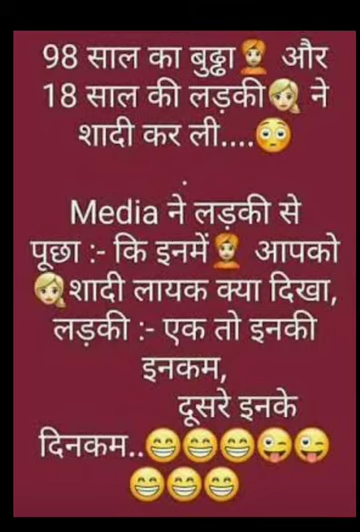 98 साल का बुढ्ढा👳 और
18 साल की लड़की👩 ने
शादी कर ली....😳
.
Media ने लड़की से
पूछा :- कि इनमें👳 आपको
👩शादी लायक क्या दिखा,
लड़की :- एक तो इनकी
इनकम,
दूसरे इनके
दिनकम..😁😁😁😜😜
😁😁😁